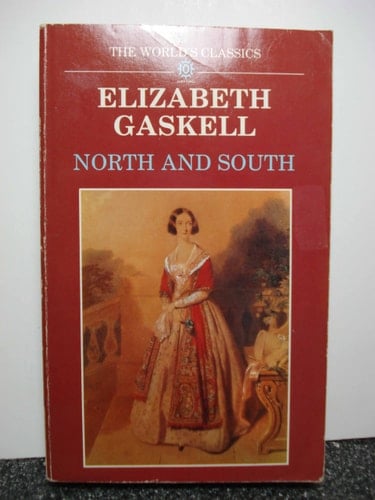 THE WORLD'S CLASSICS
ELIZABETH
GASKELL
NORTH AND SOUTH